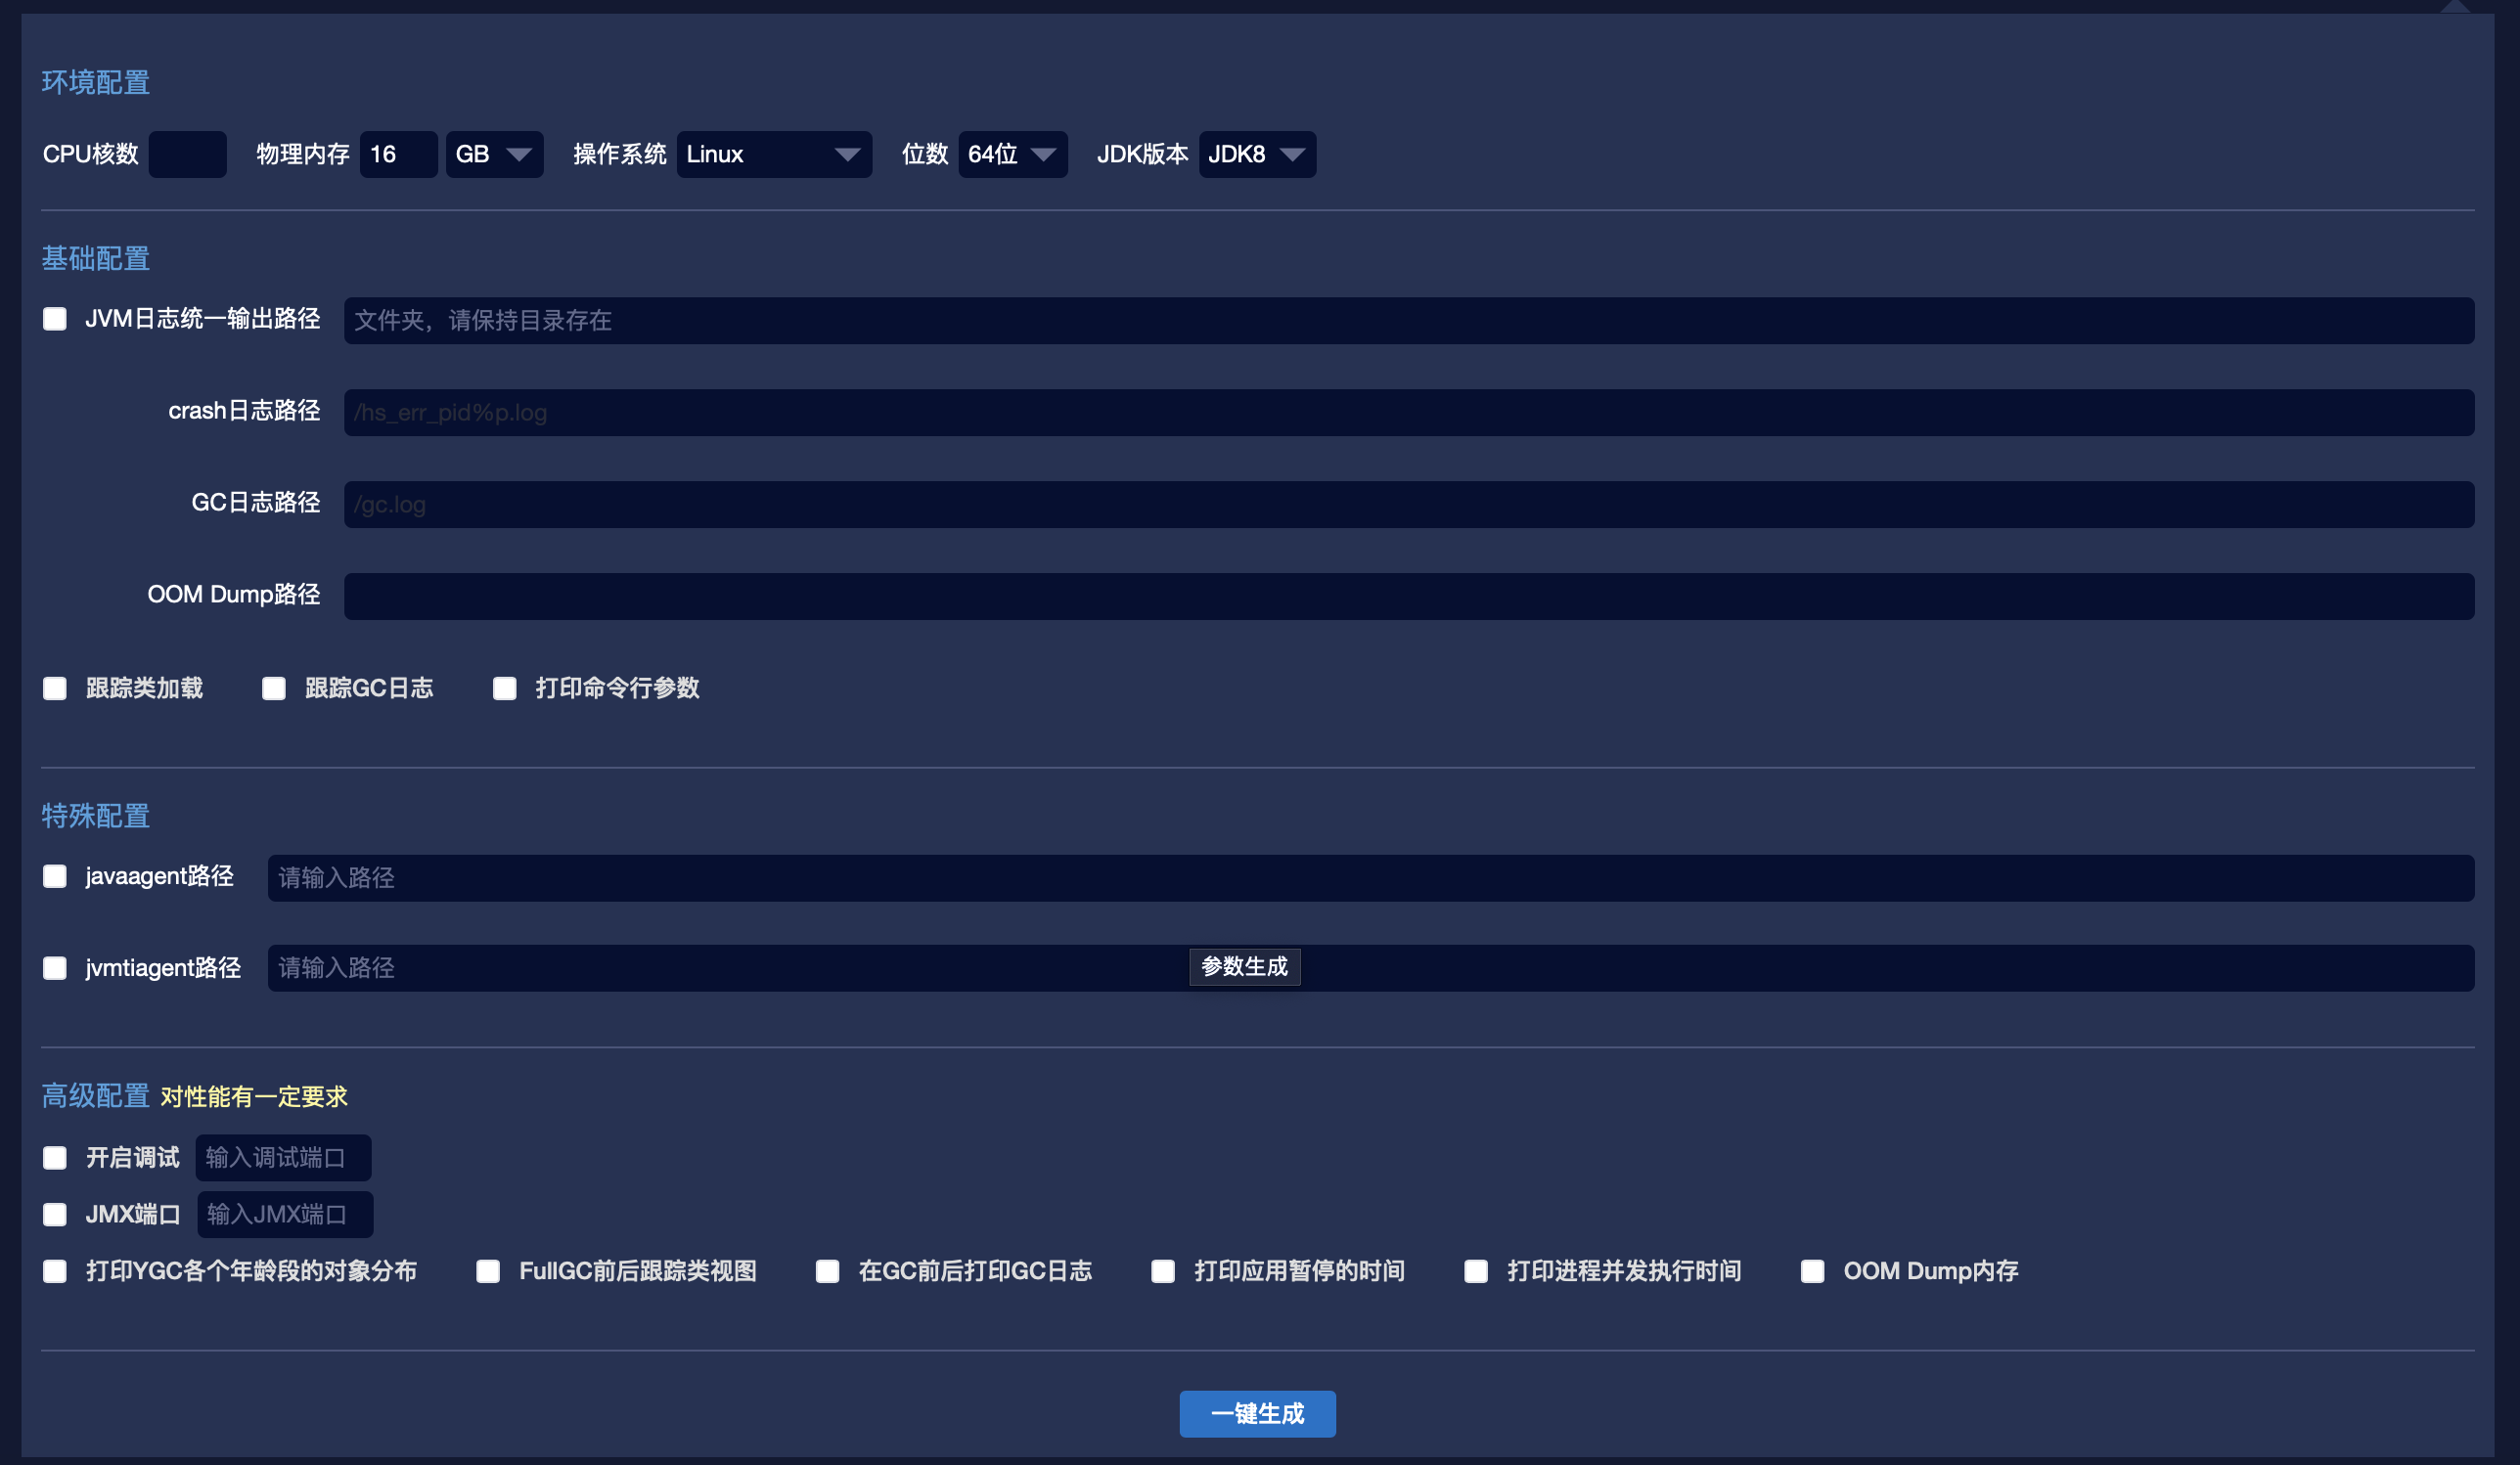 环境配置
CPU核数 物理内存 16 GB 操作系统 Linux 位数 64位 JDK版本 JDK8
基础配置
JVM日志统一输出路径 文件夹，请保持目录存在
crash日志路径 /hs_err_pid%p.log
GC日志路径 /gc.log
OOM Dump路径
跟踪类加载 跟踪GC日志 打印命令行参数
特殊配置
javaagent路径 请输入路径
jvmtiagent路径 请输入路径 参数生成
高级配置 对性能有一定要求
开启调试 输入调试端口
JMX端口 输入JMX端口
打印YGC各个年龄段的对象分布 FullGC前后跟踪类视图 在GC前后打印GC日志 打印应用暂停的时间 打印进程并发执行时间 OOM Dump内存
一键生成